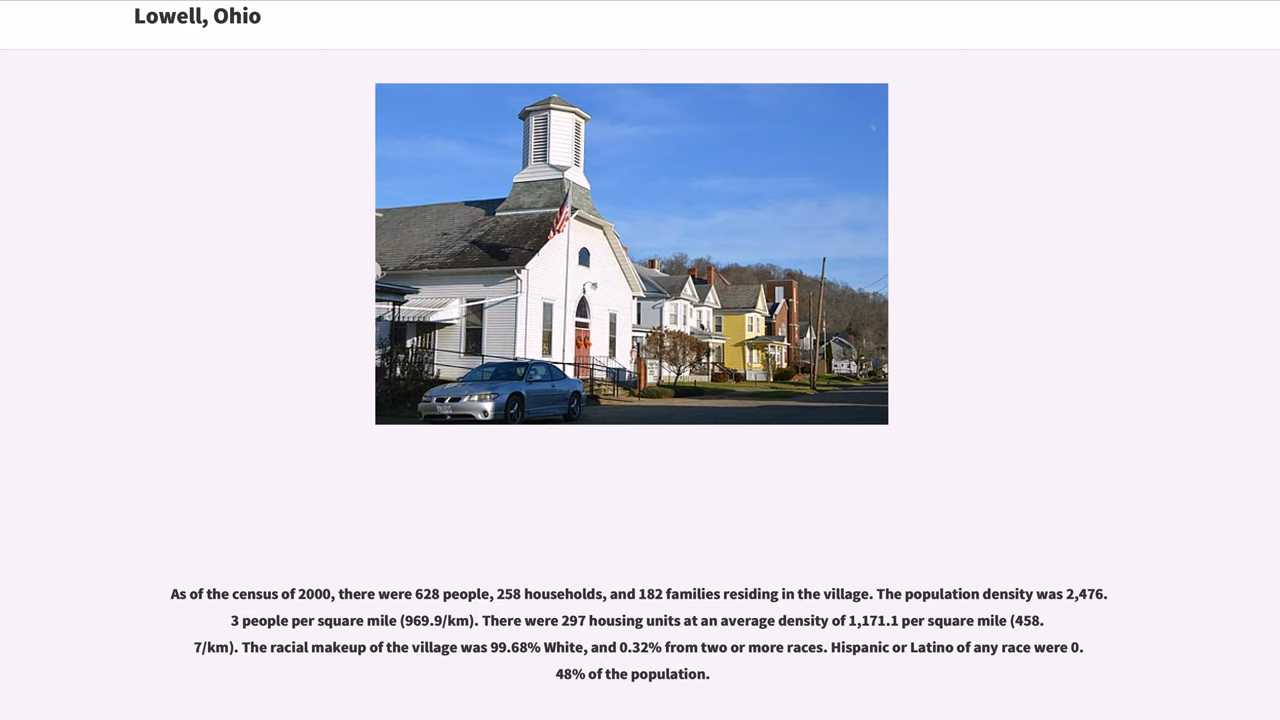 Lowell, Ohio
As of the census of 2000, there were 628 people, 258 households, and 182 families residing in the village. The population density was 2,476.
3 people per square mile (969.9/km). There were 297 housing units at an average density of 1,171.1 per square mile (458.
7/km). The racial makeup of the village was 99.68% White, and 0.32% from two or more races. Hispanic or Latino of any race were 0.
48% of the population.